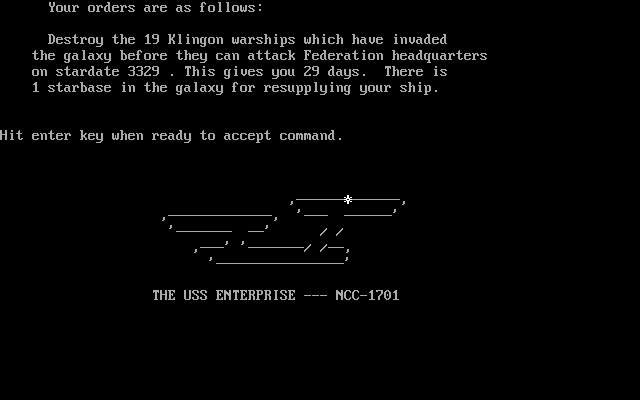 Your orders are as follows:
Destroy the 19 Klingon warships which have invaded
the galaxy before they can attack Federation headquarters
on stardate 3329 . This gives you 29 days.  There is
1 starbase in the galaxy for resupplying your ship.
Hit enter key when ready to accept command.
THE USS ENTERPRISE --- NCC-1701